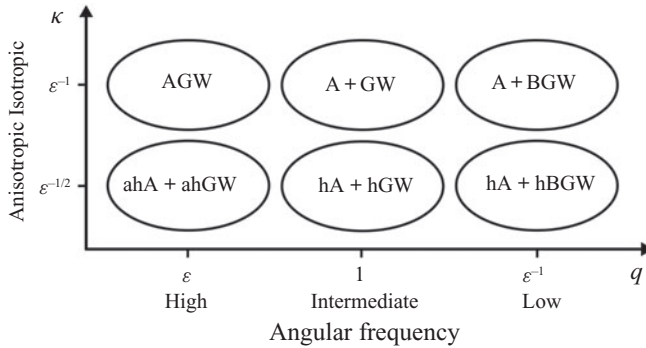 κ
Anisotropic Isotropic
ε⁻¹
AGW
A + GW
A + BGW
ε⁻¹/²
ahA + ahGW
hA + hGW
hA + hBGW
ε
1
ε⁻¹
q
High
Intermediate
Low
Angular frequency